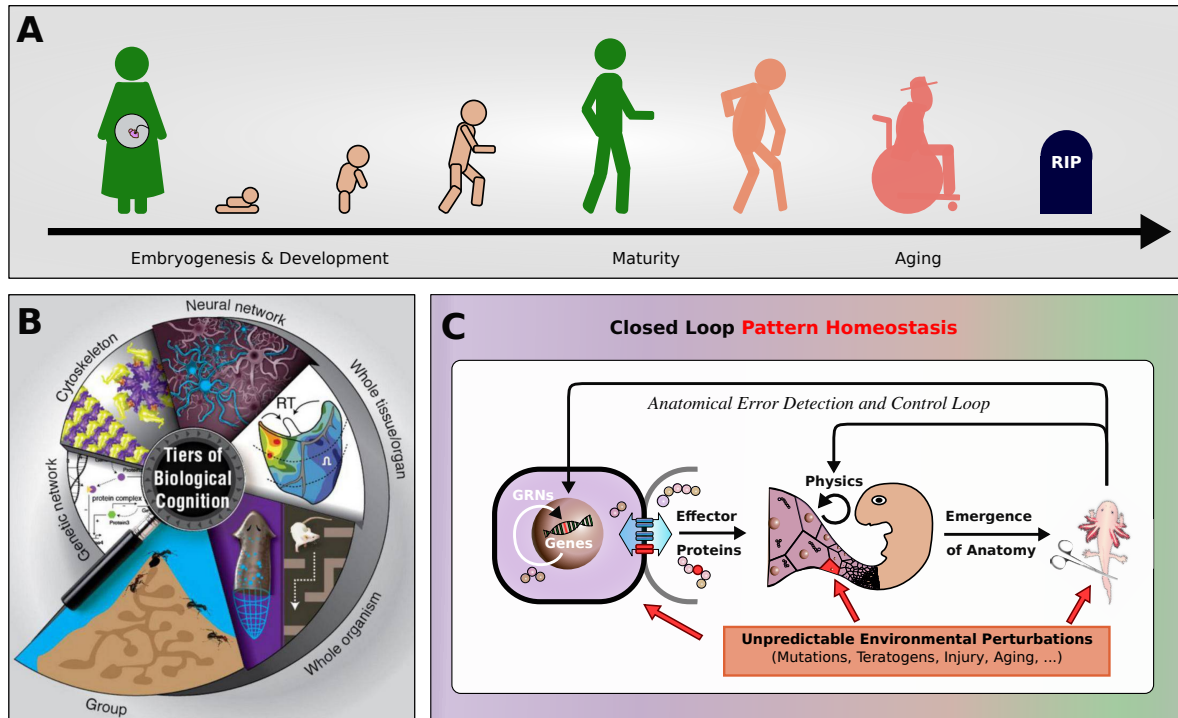 A
RIP
Embryogenesis & Development
Maturity
Aging
B
Neural network
Cytoskeleton
Whole tissue/organ
RT
Tiers of
Biological
Cognition
Genetic network
protein complex
Protein3
Whole organism
Group
C
Closed Loop Pattern Homeostasis
Anatomical Error Detection and Control Loop
GRNs
Genes
Effector
Proteins
Physics
Emergence
of Anatomy
Unpredictable Environmental Perturbations
(Mutations, Teratogens, Injury, Aging, ...)